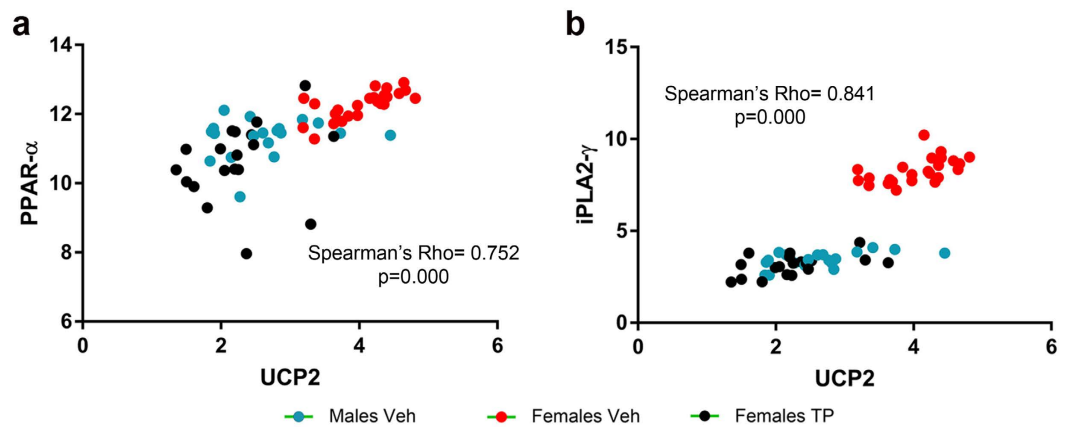 a
14
12
10
8
6
PPAR-α
0
2
4
6
UCP2
Spearman's Rho= 0.752
p=0.000
b
15
10
5
0
iPLA2-γ
0
2
4
6
UCP2
Spearman's Rho= 0.841
p=0.000
Males Veh
Females Veh
Females TP